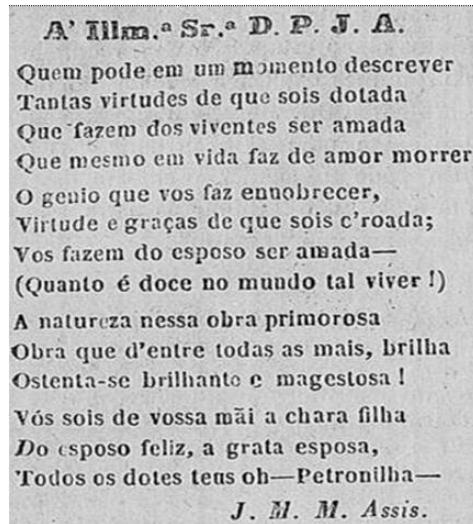 A' Illm.ª Sr.ª D. P. J. A.
Quem pode em um momento descrever
Tantas virtudes de que sois dotada
Que fazem dos viventes ser amada
Que mesmo em vida faz de amor morrer
O genio que vos faz ennobrecer,
Virtude e graças de que sois c'roada;
Vos fazem do esposo ser amada—
(Quanto é doce no mundo tal viver !)
A natureza nessa obra primorosa
Obra que d'entre todas as mais, brilha
Ostenta-se brilhante e magestosa !
Vós sois de vossa mãi a chara filha
Do esposo feliz, a grata esposa,
Todos os dotes teus oh—Petronilha—
J. M. M. Assis.